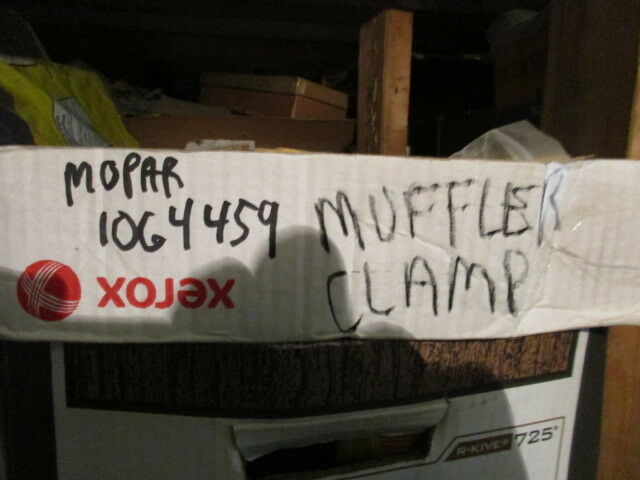 MOPAR
1064459
MUFFLER
CLAMP
xerox
R-KIVE® 725®